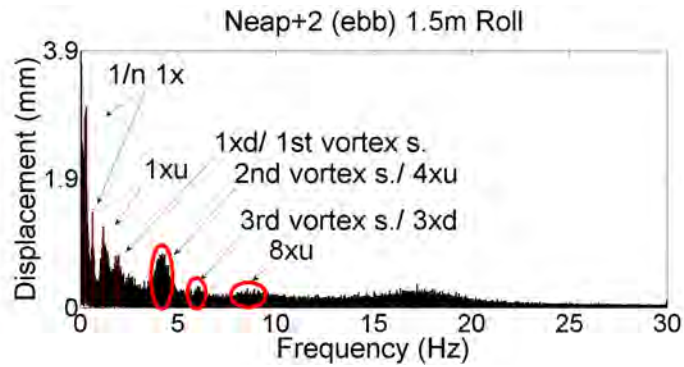 Neap+2 (ebb) 1.5m Roll
3.9
1.9
0
Displacement (mm)
1/n 1x
1xu
1xd/ 1st vortex s.
2nd vortex s./ 4xu
3rd vortex s./ 3xd
8xu
0 5 10 15 20 25 30
Frequency (Hz)